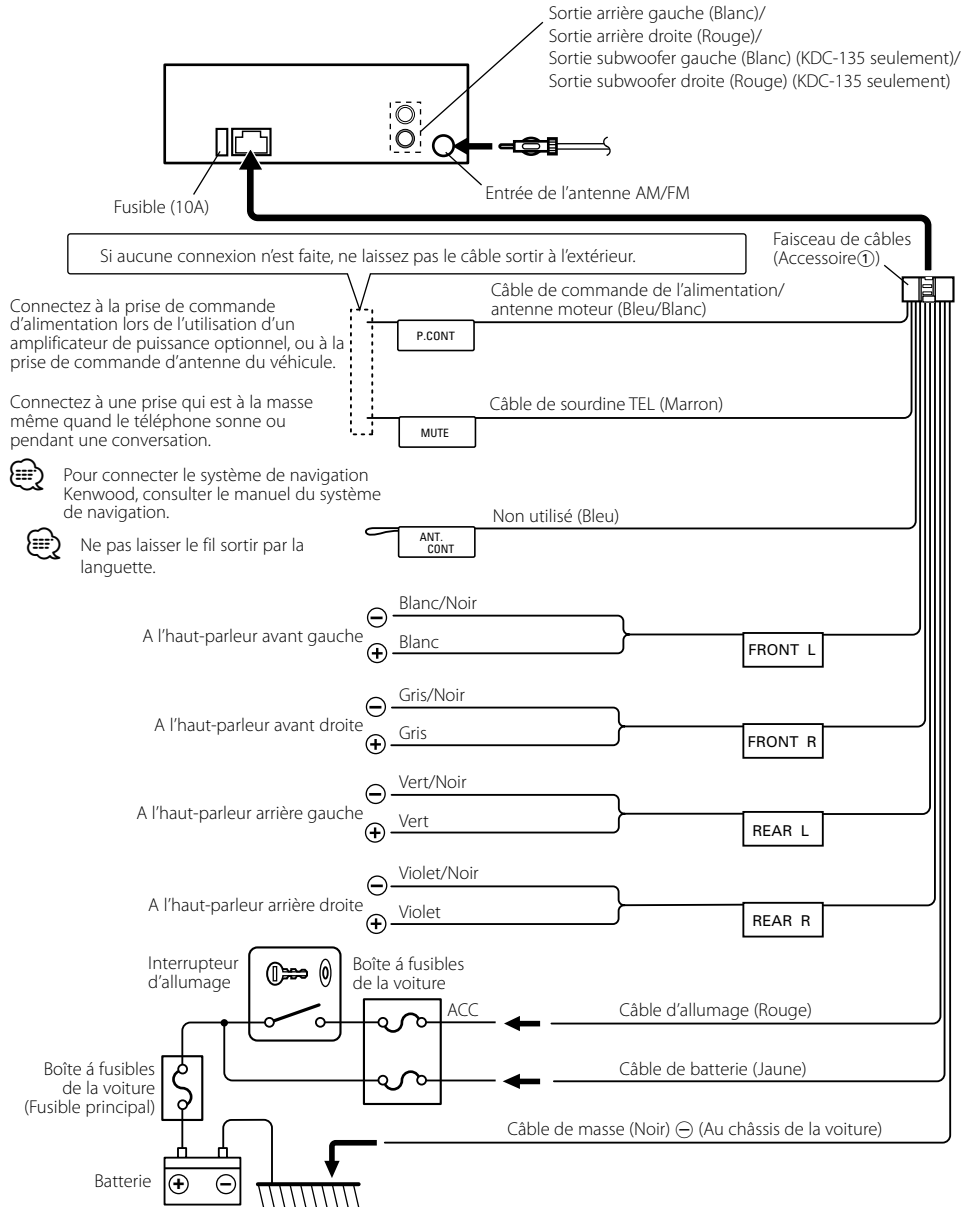 Sortie arrière gauche (Blanc)/
Sortie arrière droite (Rouge)/
Sortie subwoofer gauche (Blanc) (KDC-135 seulement)/
Sortie subwoofer droite (Rouge) (KDC-135 seulement)
Fusible (10A)
Entrée de l'antenne AM/FM
Faisceau de câbles
(Accessoire①)
Si aucune connexion n'est faite, ne laissez pas le câble sortir à l'extérieur.
Connectez à la prise de commande
d'alimentation lors de l'utilisation d'un
amplificateur de puissance optionnel, ou à la
prise de commande d'antenne du véhicule.
Câble de commande de l'alimentation/
antenne moteur (Bleu/Blanc)
P.CONT
Connectez à une prise qui est à la masse
même quand le téléphone sonne ou
pendant une conversation.
Câble de sourdine TEL (Marron)
MUTE
Pour connecter le système de navigation
Kenwood, consulter le manuel du système
de navigation.
Non utilisé (Bleu)
ANT.
CONT
Ne pas laisser le fil sortir par la
languette.
A l'haut-parleur avant gauche
⊖ Blanc/Noir
⊕ Blanc
FRONT L
A l'haut-parleur avant droite
⊖ Gris/Noir
⊕ Gris
FRONT R
A l'haut-parleur arrière gauche
⊖ Vert/Noir
⊕ Vert
REAR L
A l'haut-parleur arrière droite
⊖ Violet/Noir
⊕ Violet
REAR R
Interrupteur
d'allumage
Boîte á fusibles
de la voiture
ACC
Câble d'allumage (Rouge)
Câble de batterie (Jaune)
Boîte á fusibles
de la voiture
(Fusible principal)
Câble de masse (Noir) ⊖ (Au châssis de la voiture)
Batterie
⊕ ⊖